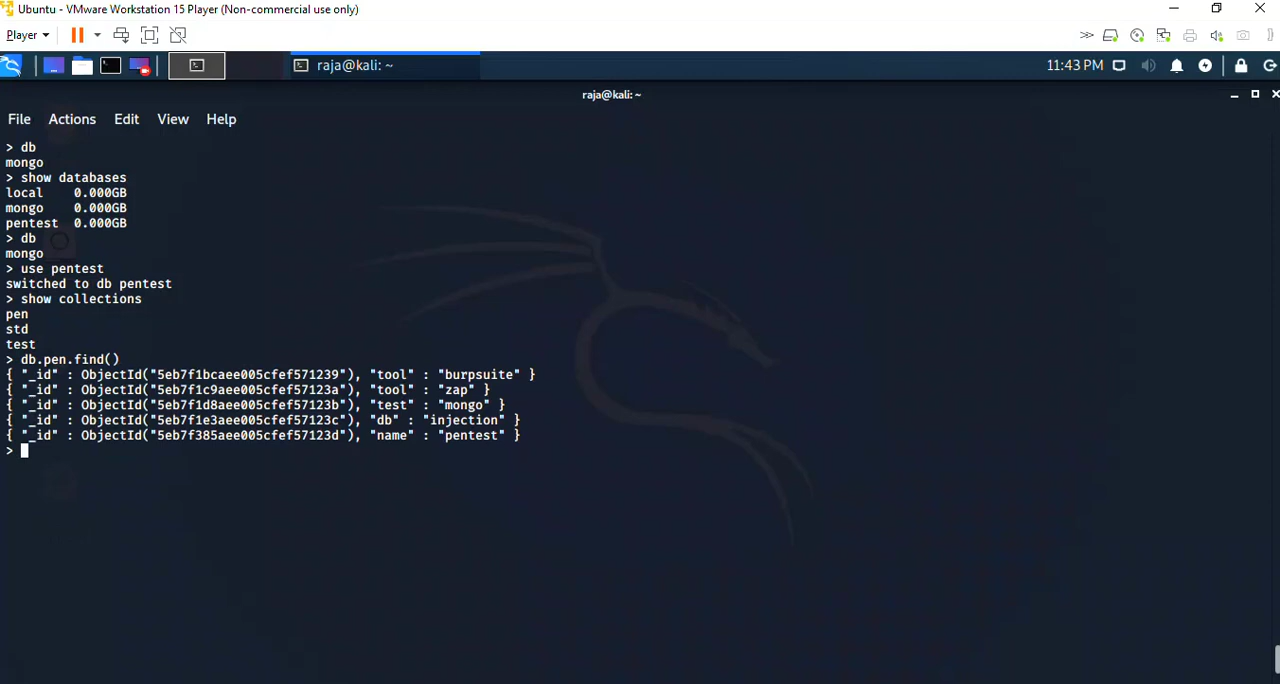 Ubuntu - VMware Workstation 15 Player (Non-commercial use only)
Player
raja@kali: ~
11:43 PM
raja@kali: ~
File Actions Edit View Help
> db
mongo
> show databases
local    0.000GB
mongo    0.000GB
pentest  0.000GB
> db
mongo
> use pentest
switched to db pentest
> show collections
pen
std
test
> db.pen.find()
{ "_id" : ObjectId("5eb7f1bcaee005cfef571239"), "tool" : "burpsuite" }
{ "_id" : ObjectId("5eb7f1c9aee005cfef57123a"), "tool" : "zap" }
{ "_id" : ObjectId("5eb7f1d8aee005cfef57123b"), "test" : "mongo" }
{ "_id" : ObjectId("5eb7f1e3aee005cfef57123c"), "db" : "injection" }
{ "_id" : ObjectId("5eb7f385aee005cfef57123d"), "name" : "pentest" }
>